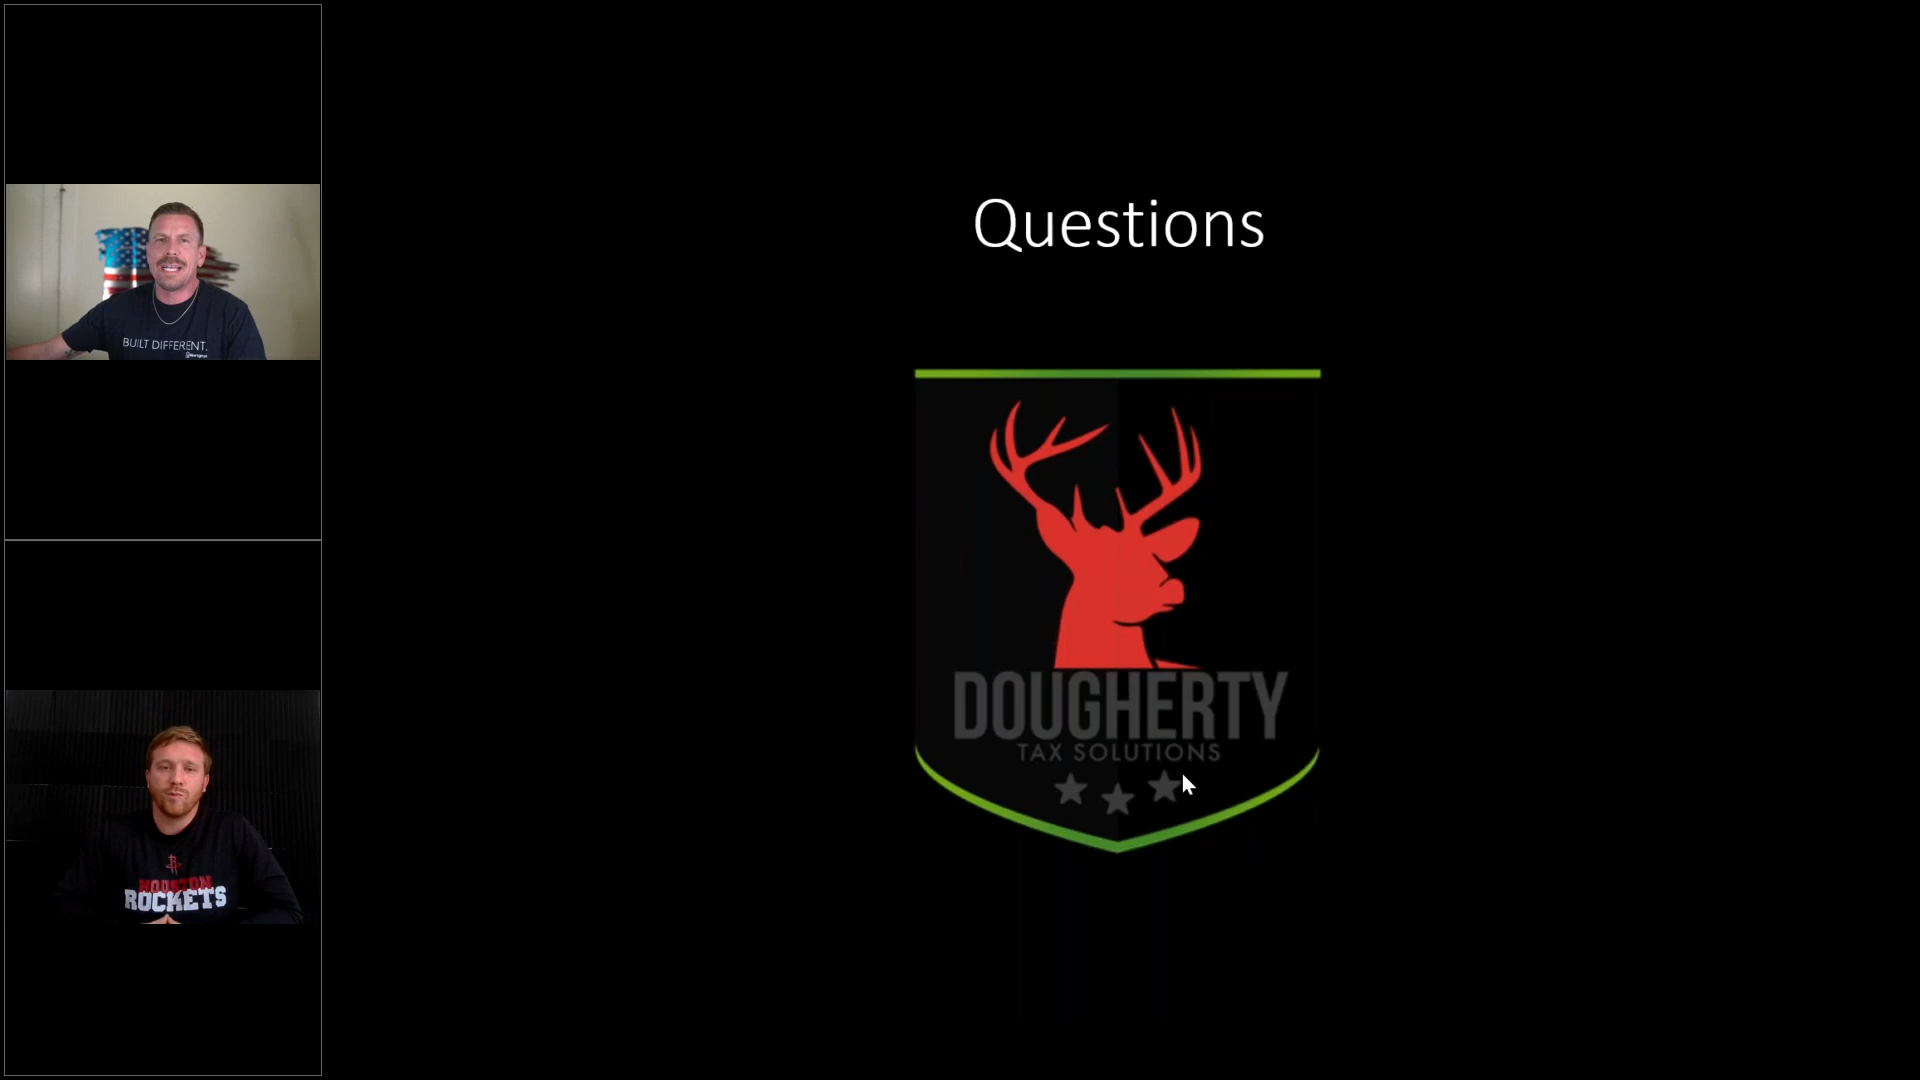 BUILT DIFFERENT.
HOUSTON
ROCKETS
Questions
DOUGHERTY
TAX SOLUTIONS